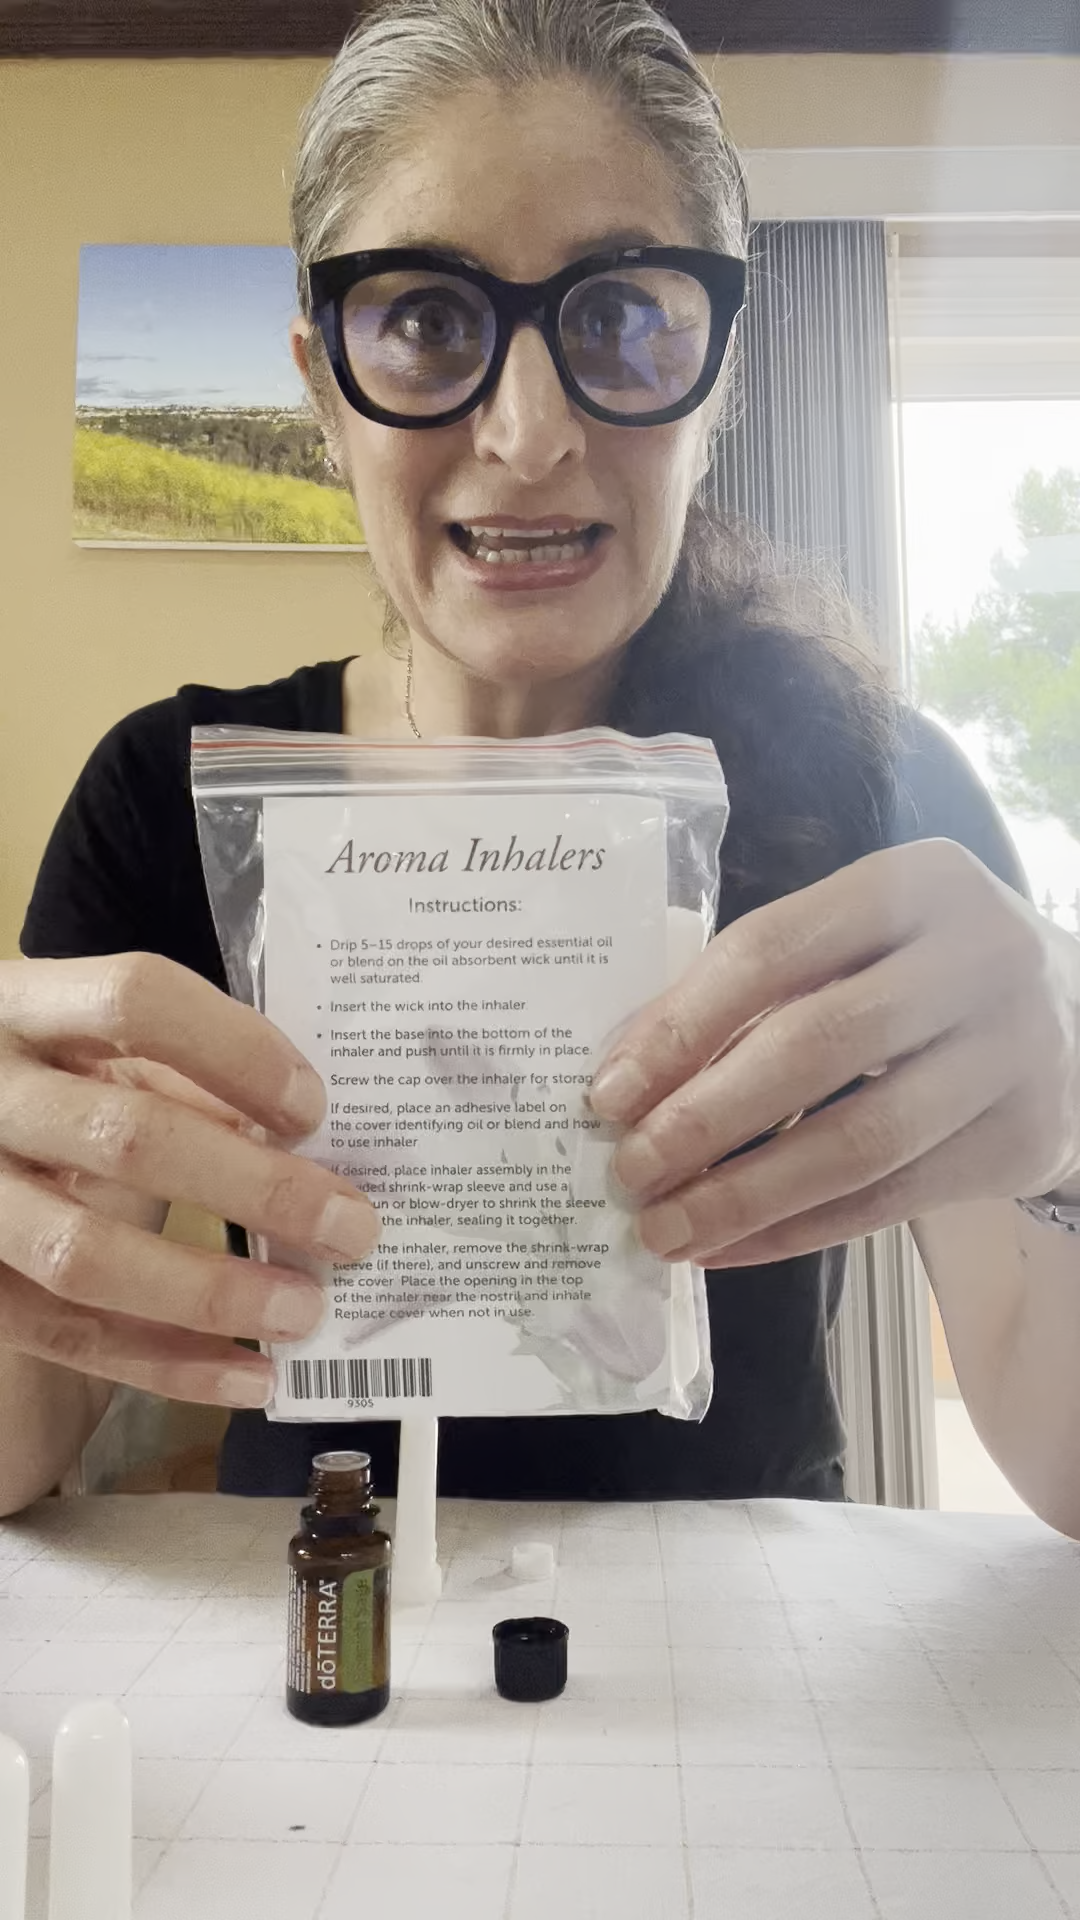 Aroma Inhalers
Instructions:
• Drip 5–15 drops of your desired essential oil
or blend on the oil absorbent wick until it is
well saturated.
• Insert the wick into the inhaler.
• Insert the base into the bottom of the
inhaler and push until it is firmly in place.
Screw the cap over the inhaler for storag
If desired, place an adhesive label on
the cover identifying oil or blend and how
to use inhaler.
If desired, place inhaler assembly in the
shrink-wrap sleeve and use a
or blow-dryer to shrink the sleeve
the inhaler, sealing it together.
the inhaler, remove the shrink-wrap
sleeve (if there), and unscrew and remove
the cover. Place the opening in the top
of the inhaler near the nostril and inhale.
Replace cover when not in use.
9305
dōTERRA